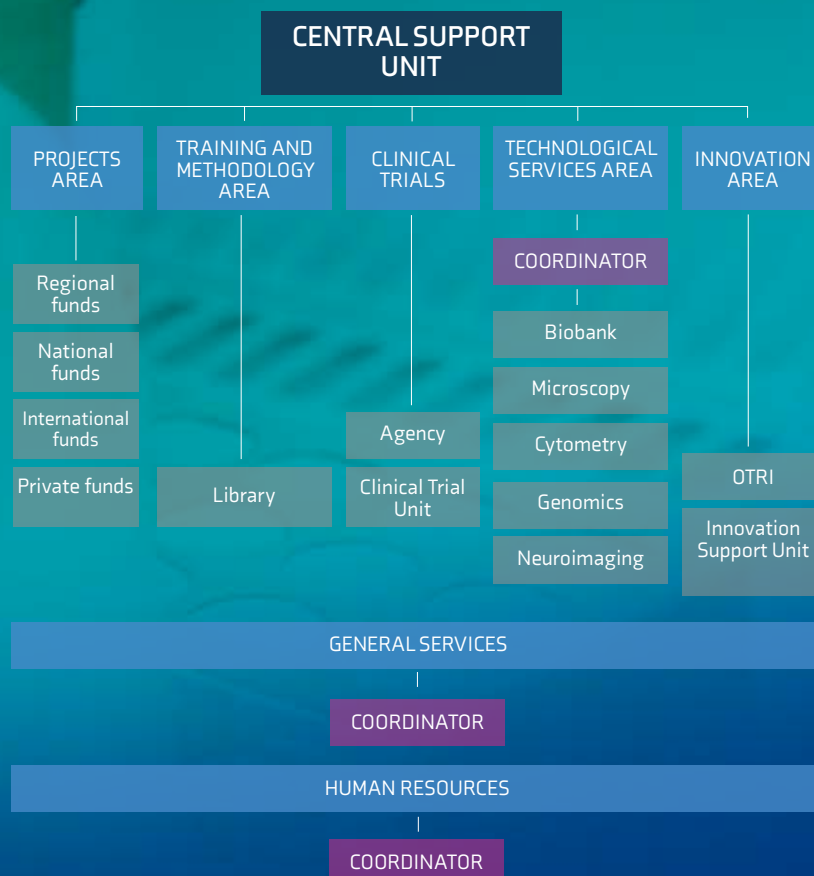 CENTRAL SUPPORT
UNIT
PROJECTS
AREA
TRAINING AND
METHODOLOGY
AREA
CLINICAL
TRIALS
TECHNOLOGICAL
SERVICES AREA
INNOVATION
AREA
Regional
funds
National
funds
International
funds
Private funds
Library
Agency
Clinical Trial
Unit
COORDINATOR
Biobank
Microscopy
Cytometry
Genomics
Neuroimaging
OTRI
Innovation
Support Unit
GENERAL SERVICES
COORDINATOR
HUMAN RESOURCES
COORDINATOR